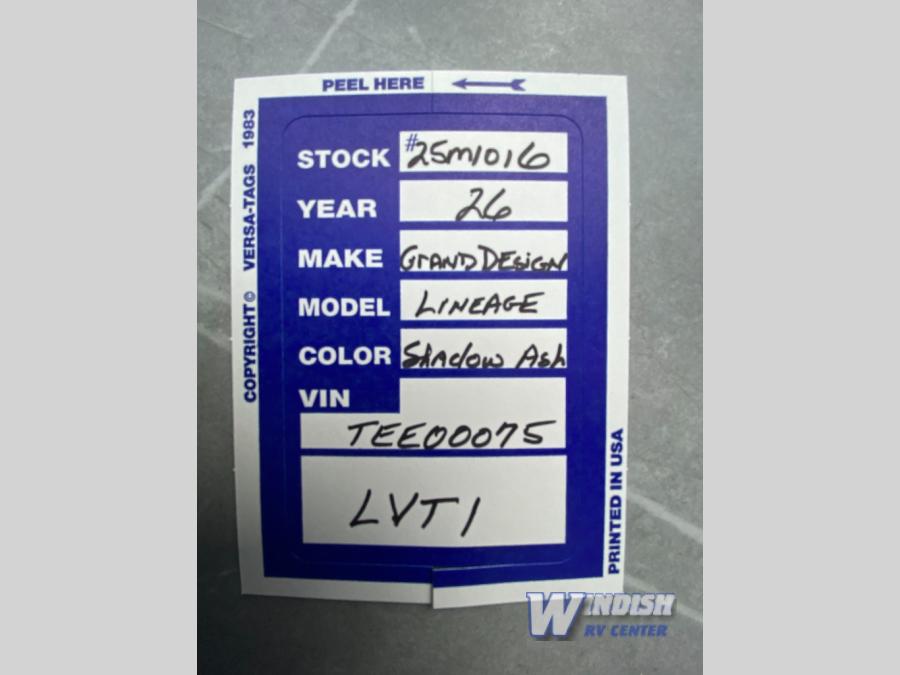 PEEL HERE
COPYRIGHT © VERSA-TAGS 1983
STOCK #25M1016
YEAR 26
MAKE GRAND DESIGN
MODEL LINEAGE
COLOR Shadow Ash
VIN
TEE00075
LVT1
PRINTED IN USA
WINDISH
RV CENTER